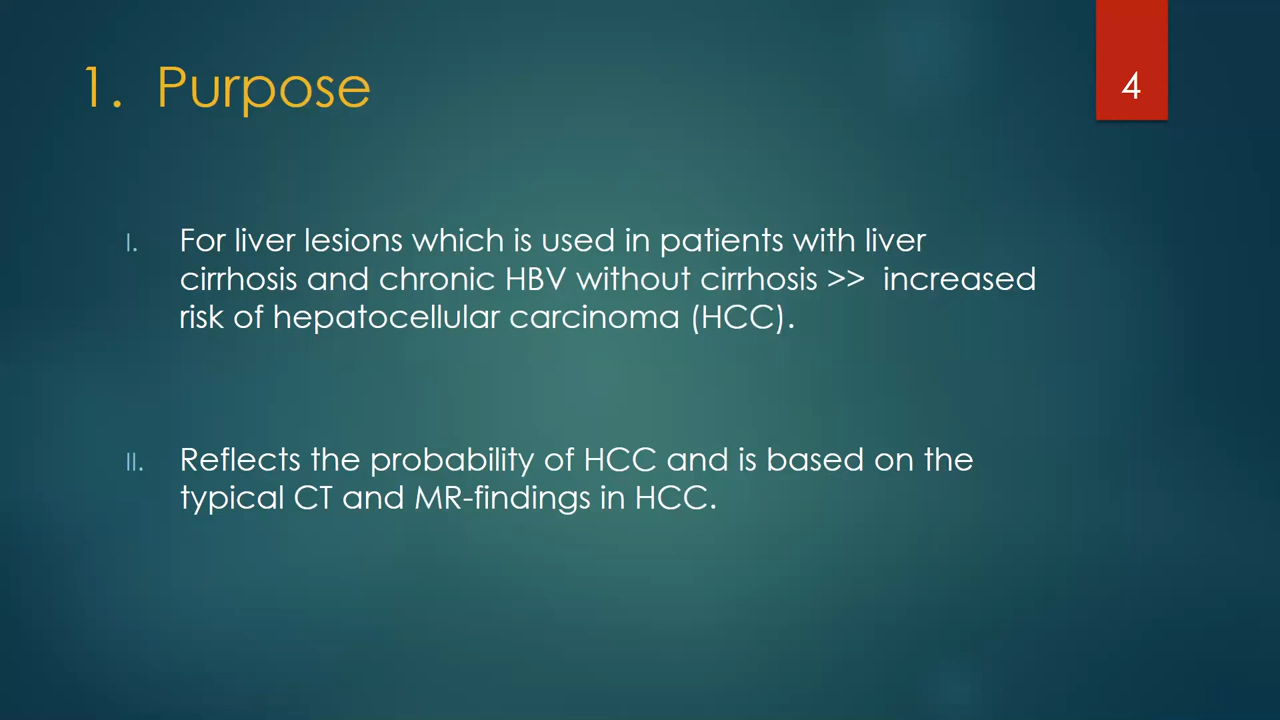 1. Purpose
4
I. For liver lesions which is used in patients with liver
cirrhosis and chronic HBV without cirrhosis >> increased
risk of hepatocellular carcinoma (HCC).
II. Reflects the probability of HCC and is based on the
typical CT and MR-findings in HCC.